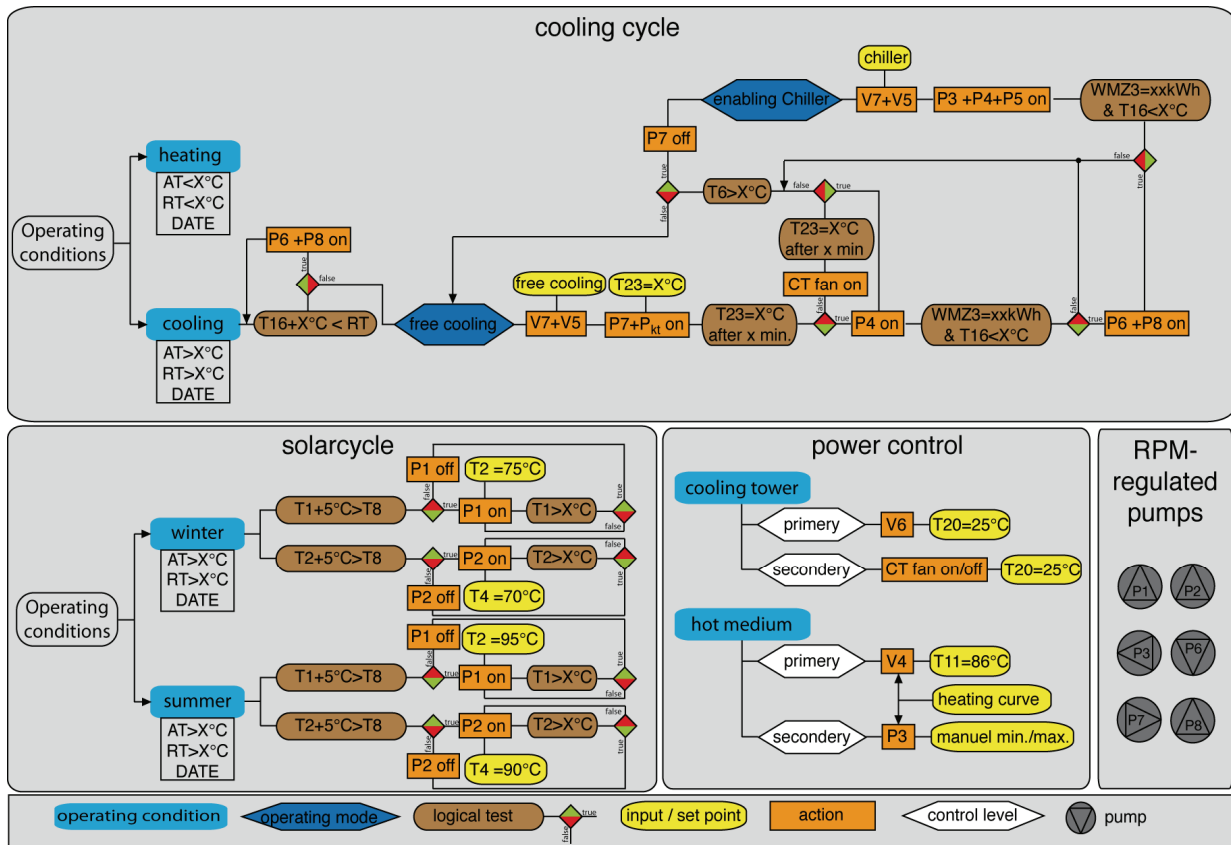 cooling cycle
chiller
enabling Chiller
V7+V5
P3 +P4+P5 on
WMZ3=xxkWh
& T16<X°C
P7 off
true
false
T6>X°C
false
true
false
true
heating
AT<X°C
RT<X°C
DATE
Operating
conditions
P6 +P8 on
true
false
T23=X°C
after x min
CT fan on
false
true
cooling
T16+X°C < RT
AT>X°C
RT>X°C
DATE
free cooling
free cooling
V7+V5
T23=X°C
P7+Pkt on
T23=X°C
after x min.
P4 on
WMZ3=xxkWh
& T16<X°C
false
true
P6 +P8 on
solarcycle
P1 off
T2 =75°C
true
false
T1+5°C>T8
true
P1 on
T1>X°C
false
winter
AT>X°C
RT>X°C
DATE
T2+5°C>T8
true
false
P2 on
T2>X°C
false
true
P2 off
T4 =70°C
Operating
conditions
P1 off
T2 =95°C
true
false
T1+5°C>T8
true
P1 on
T1>X°C
false
summer
AT>X°C
RT>X°C
DATE
T2+5°C>T8
true
false
P2 on
T2>X°C
false
true
P2 off
T4 =90°C
power control
cooling tower
primery
V6
T20=25°C
secondery
CT fan on/off
T20=25°C
hot medium
primery
V4
T11=86°C
heating curve
secondery
P3
manuel min./max.
RPM-
regulated
pumps
P1
P2
P3
P6
P7
P8
operating condition
operating mode
logical test
true
false
input / set point
action
control level
pump